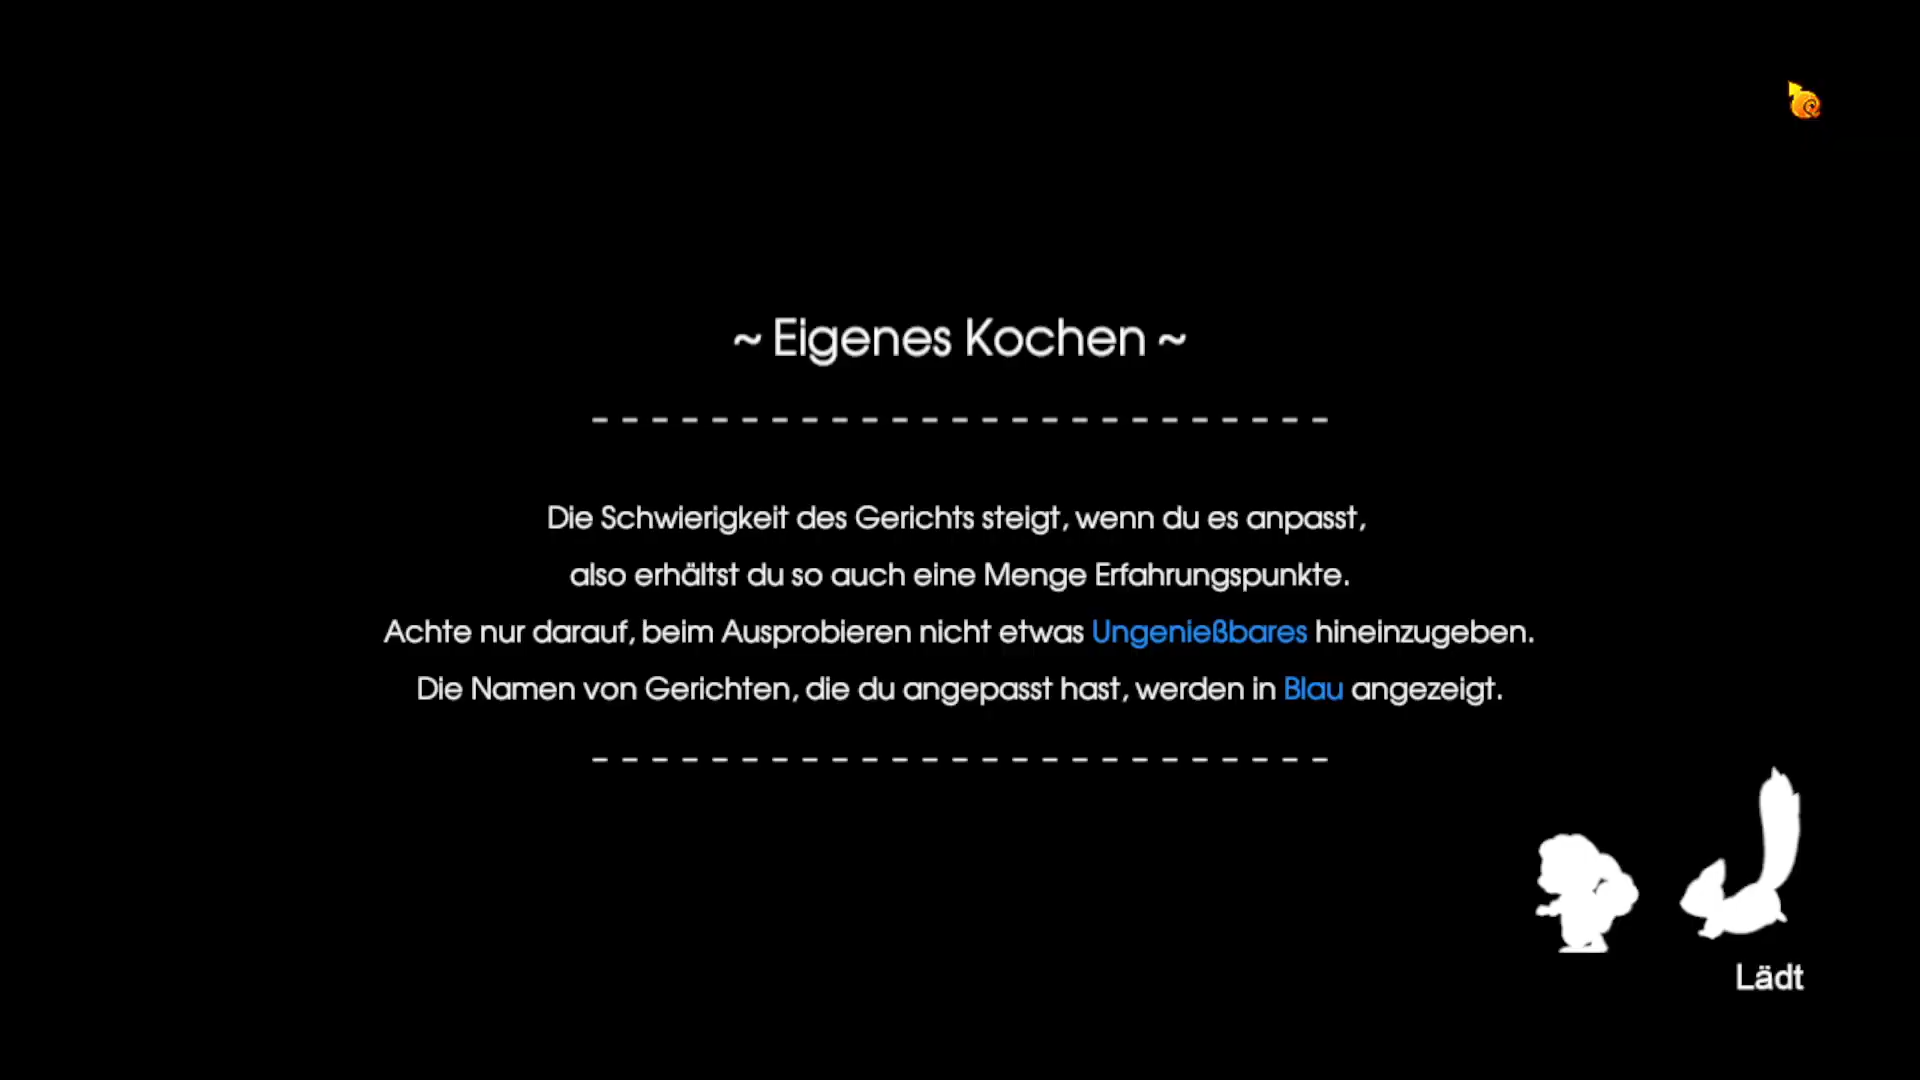 ~ Eigenes Kochen ~
- - - - - - - - - - - - - - - - - - - - - - - - -
Die Schwierigkeit des Gerichts steigt, wenn du es anpasst,
also erhältst du so auch eine Menge Erfahrungspunkte.
Achte nur darauf, beim Ausprobieren nicht etwas Ungenießbares hineinzugeben.
Die Namen von Gerichten, die du angepasst hast, werden in Blau angezeigt.
- - - - - - - - - - - - - - - - - - - - - - - - -
Lädt